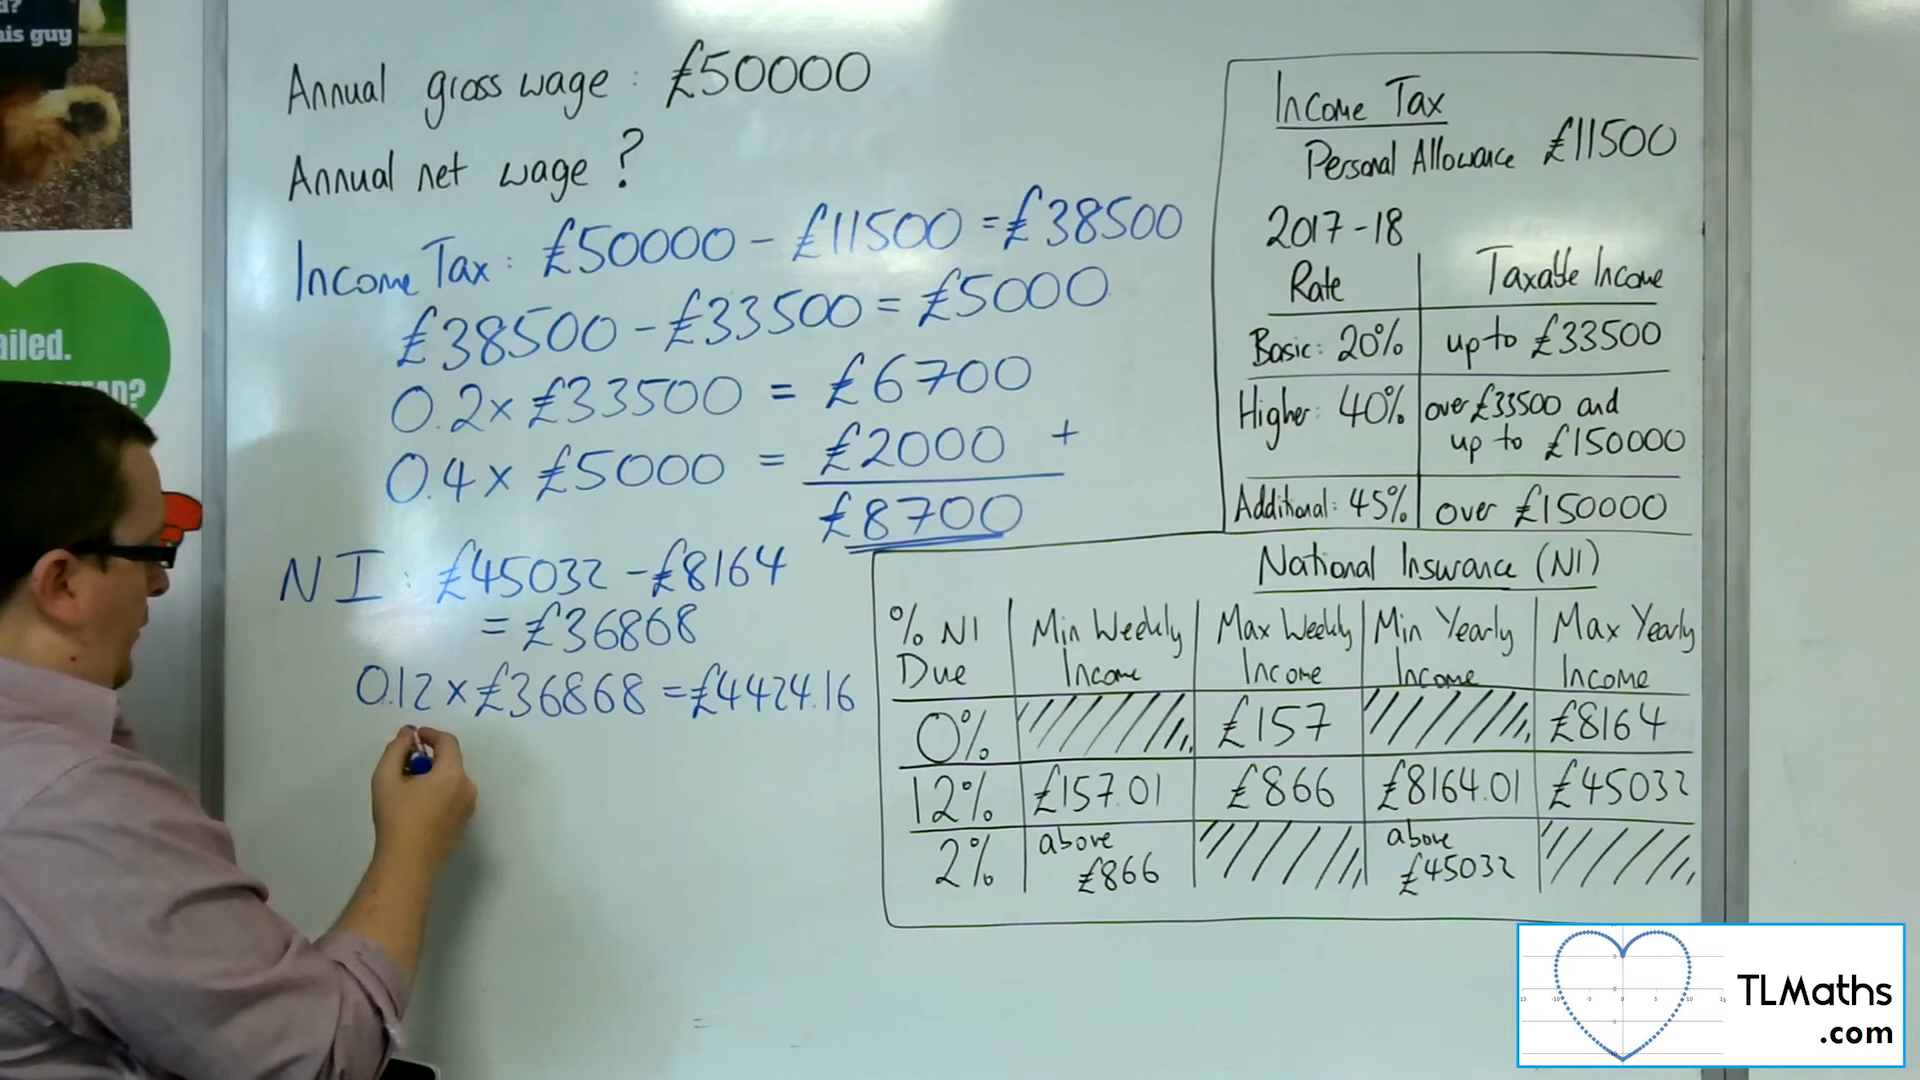 d?
his guy
ailed.
Annual gross wage : £50000
Annual net wage ?
Income Tax : £50000 - £11500 = £38500
£38500 - £33500 = £5000
0.2 × £33500 = £6700
0.4 × £5000 = £2000 +
£8700
NI : £45032 - £8164
= £36868
0.12 × £36868 = £4424.16
Income Tax
Personal Allowance £11500
2017-18
Rate Taxable Income
Basic: 20% up to £33500
Higher: 40% over £33500 and
up to £150000
Additional: 45% over £150000
National Insurance (NI)
% NI Due Min Weekly Income Max Weekly Income Min Yearly Income Max Yearly Income
0% £157 £8164
12% £157.01 £866 £8164.01 £45032
2% above £866 above £45032
TLMaths
.com